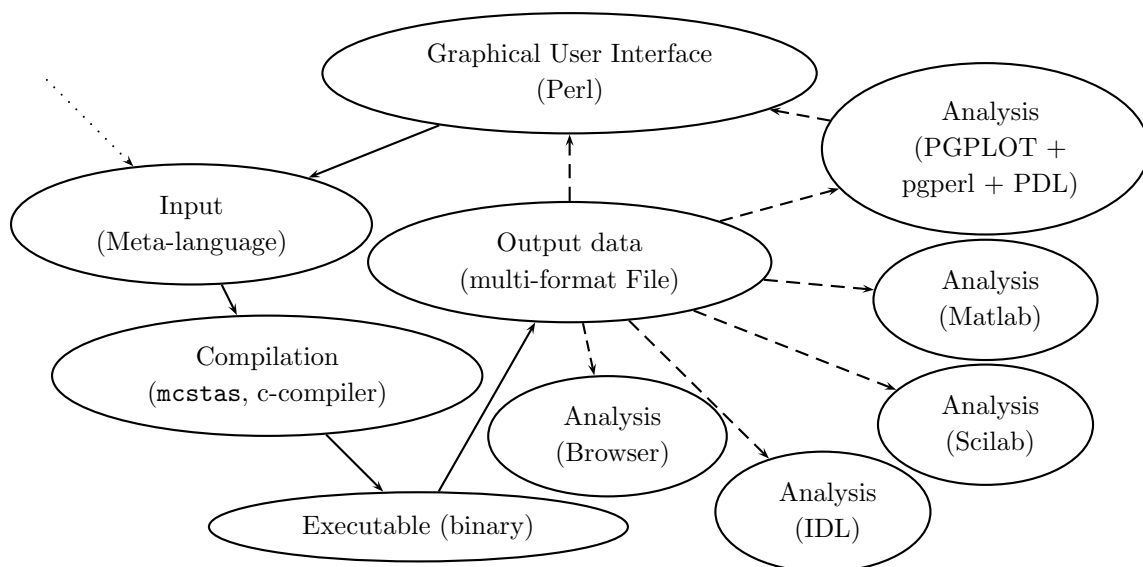 Graphical User Interface
(Perl)
Analysis
(PGPLOT +
pgperl + PDL)
Input
(Meta-language)
Output data
(multi-format File)
Analysis
(Matlab)
Compilation
(mcstas, c-compiler)
Analysis
(Browser)
Analysis
(Scilab)
Analysis
(IDL)
Executable (binary)